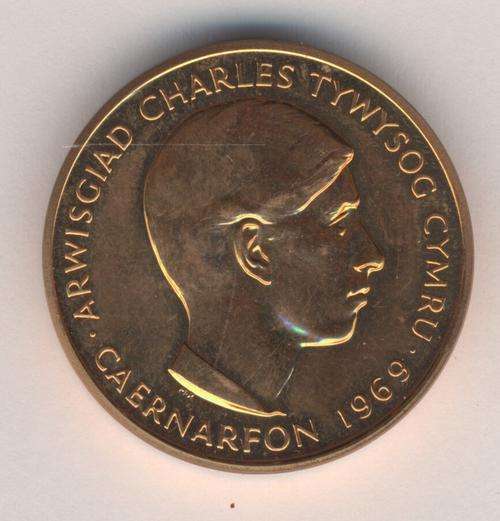 · ARWISGIAD CHARLES TYWYSOG CYMRU ·
CAERNARFON 1969